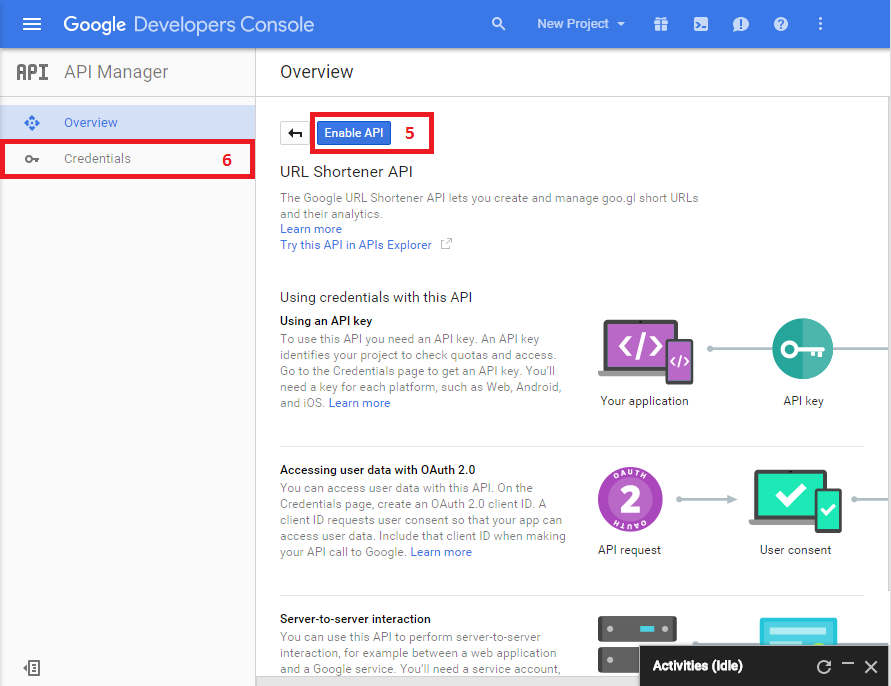 Google Developers Console
New Project
API API Manager
Overview
Overview
Credentials
6
Enable API
5
URL Shortener API
The Google URL Shortener API lets you create and manage goo.gl short URLs
and their analytics.
Learn more
Try this API in APIs Explorer
Using credentials with this API
Using an API key
To use this API you need an API key. An API key
identifies your project to check quotas and access.
Go to the Credentials page to get an API key. You'll
need a key for each platform, such as Web, Android,
and iOS. Learn more
</>
</>
Your application
API key
Accessing user data with OAuth 2.0
You can access user data with this API. On the
Credentials page, create an OAuth 2.0 client ID. A
client ID requests user consent so that your app can
access user data. Include that client ID when making
your API call to Google. Learn more
OAUTH
2
OAUTH
API request
User consent
Server-to-server interaction
You can use this API to perform server-to-server
interaction, for example between a web application
and a Google service. You'll need a service account,
Activities (Idle)